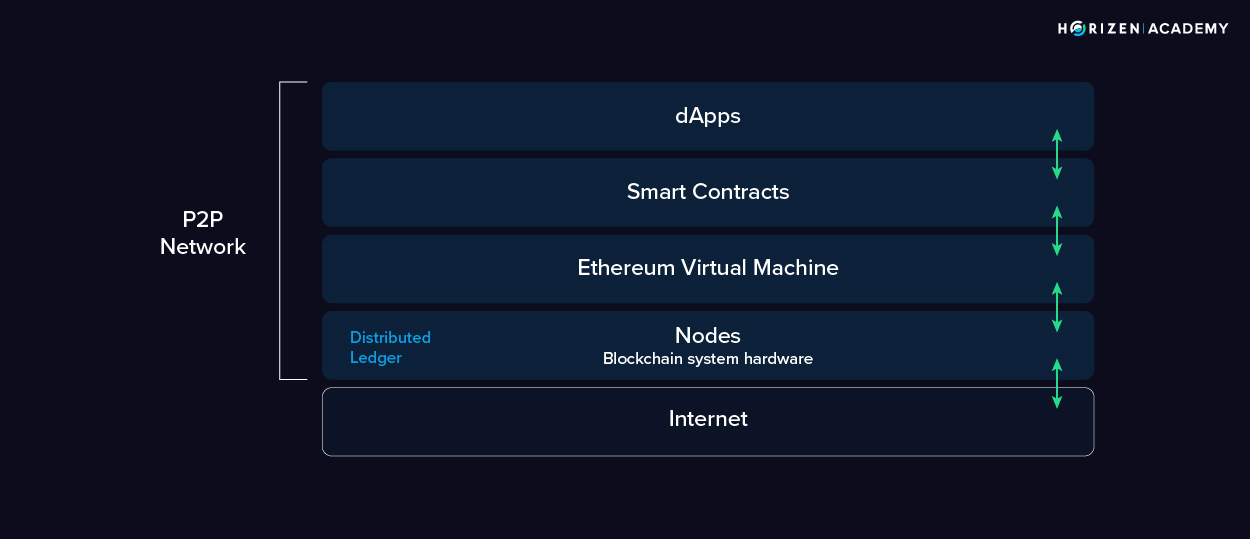 HORIZEN | ACADEMY
dApps
Smart Contracts
P2P
Network
Ethereum Virtual Machine
Distributed
Ledger
Nodes
Blockchain system hardware
Internet